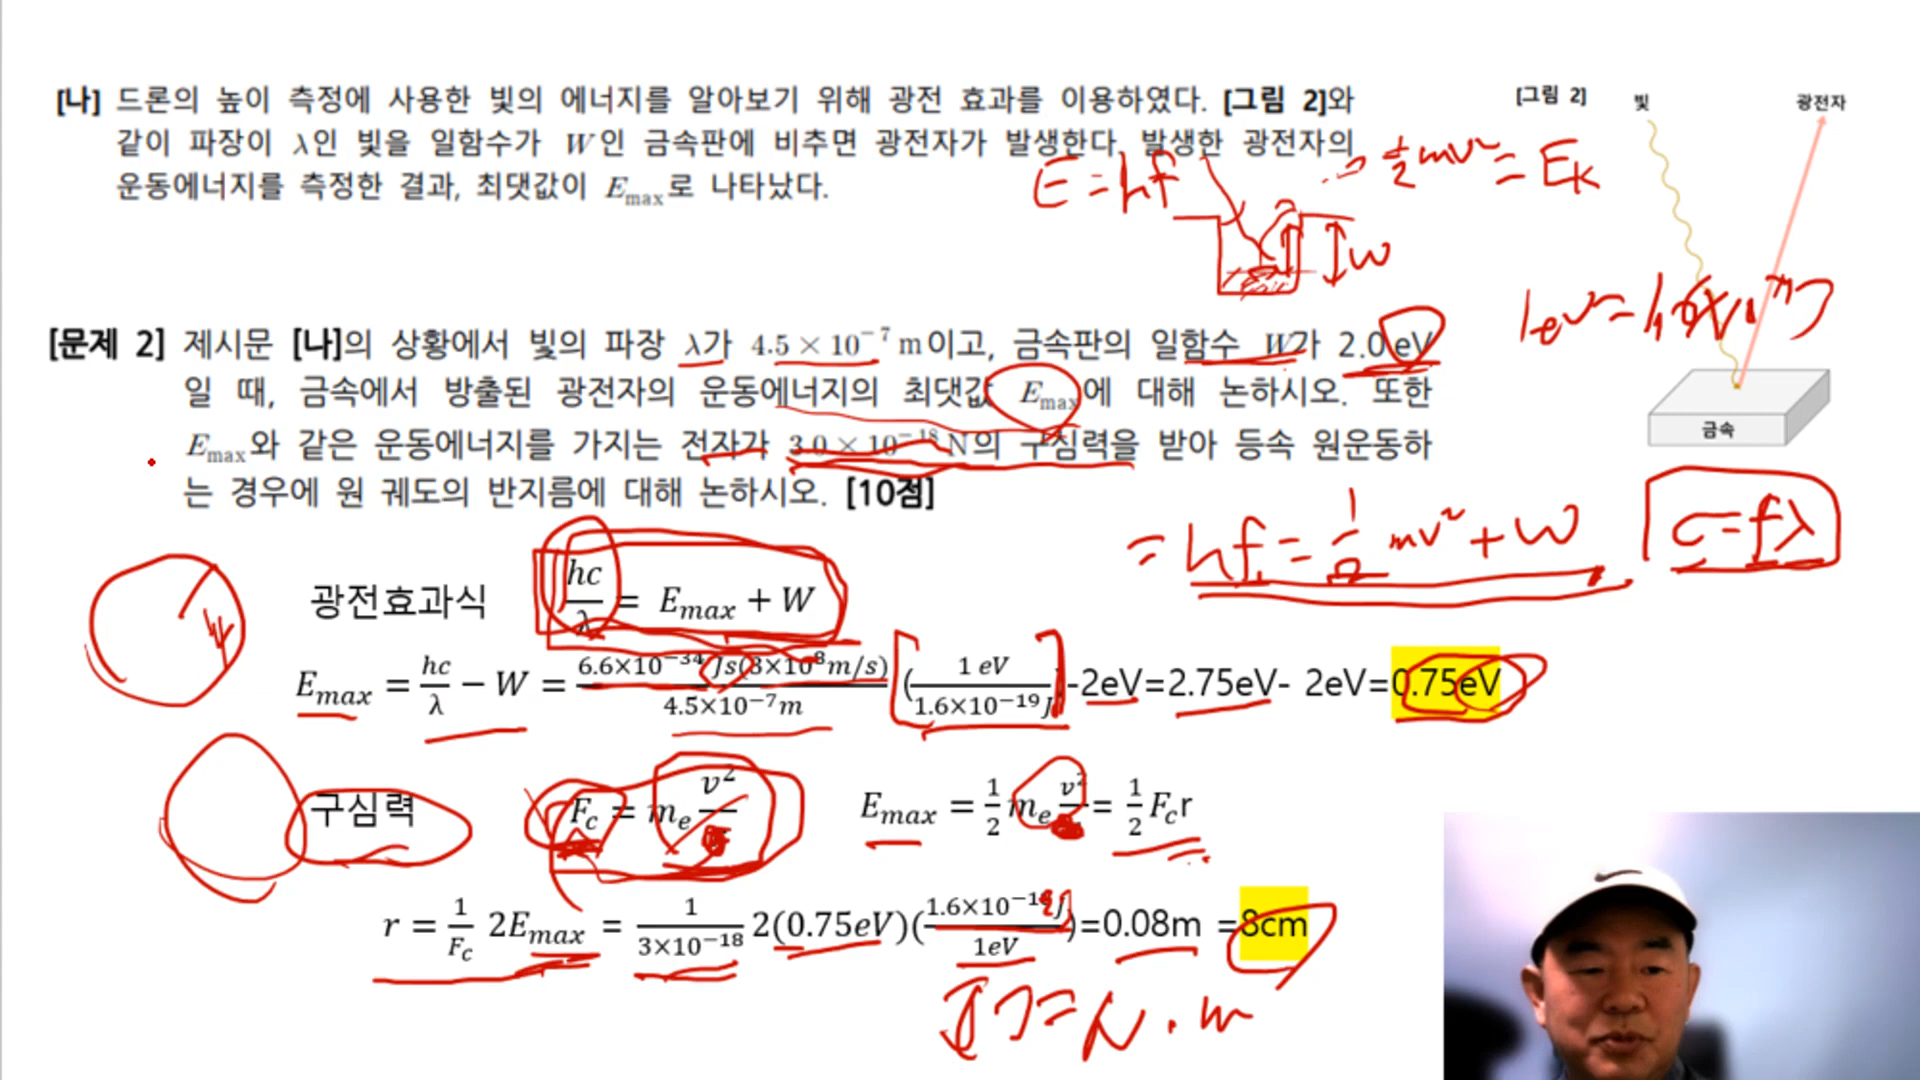 [나] 드론의 높이 측정에 사용한 빛의 에너지를 알아보기 위해 광전 효과를 이용하였다. [그림 2]와
같이 파장이 λ인 빛을 일함수가 W인 금속판에 비추면 광전자가 발생한다. 발생한 광전자의
운동에너지를 측정한 결과, 최댓값이 E_max로 나타났다.
[그림 2]
빛
광전자
금속
E=hf
½mv²=E_K
W
1eV=
[문제 2] 제시문 [나]의 상황에서 빛의 파장 λ가 4.5×10⁻⁷m이고, 금속판의 일함수 W가 2.0eV
일 때, 금속에서 방출된 광전자의 운동에너지의 최댓값 E_max에 대해 논하시오. 또한
E_max와 같은 운동에너지를 가지는 전자가 3.0×10⁻¹⁸N의 구심력을 받아 등속 원운동하
는 경우에 원 궤도의 반지름에 대해 논하시오. [10점]
=hf=½mv²+W
c=fλ
광전효과식 hc/λ = E_max + W
E_max = hc/λ − W = 6.6×10⁻³⁴Js(3×10⁸m/s)/4.5×10⁻⁷m (1 eV/1.6×10⁻¹⁹J)-2eV=2.75eV- 2eV=0.75eV
구심력 F_c = m_e v²/ E_max = 1/2 m_e v²/ = 1/2 F_c r
r = 1/F_c 2E_max = 1/3×10⁻¹⁸ 2(0.75eV)(1.6×10⁻¹⁹J/1eV)=0.08m =8cm
J=N·m